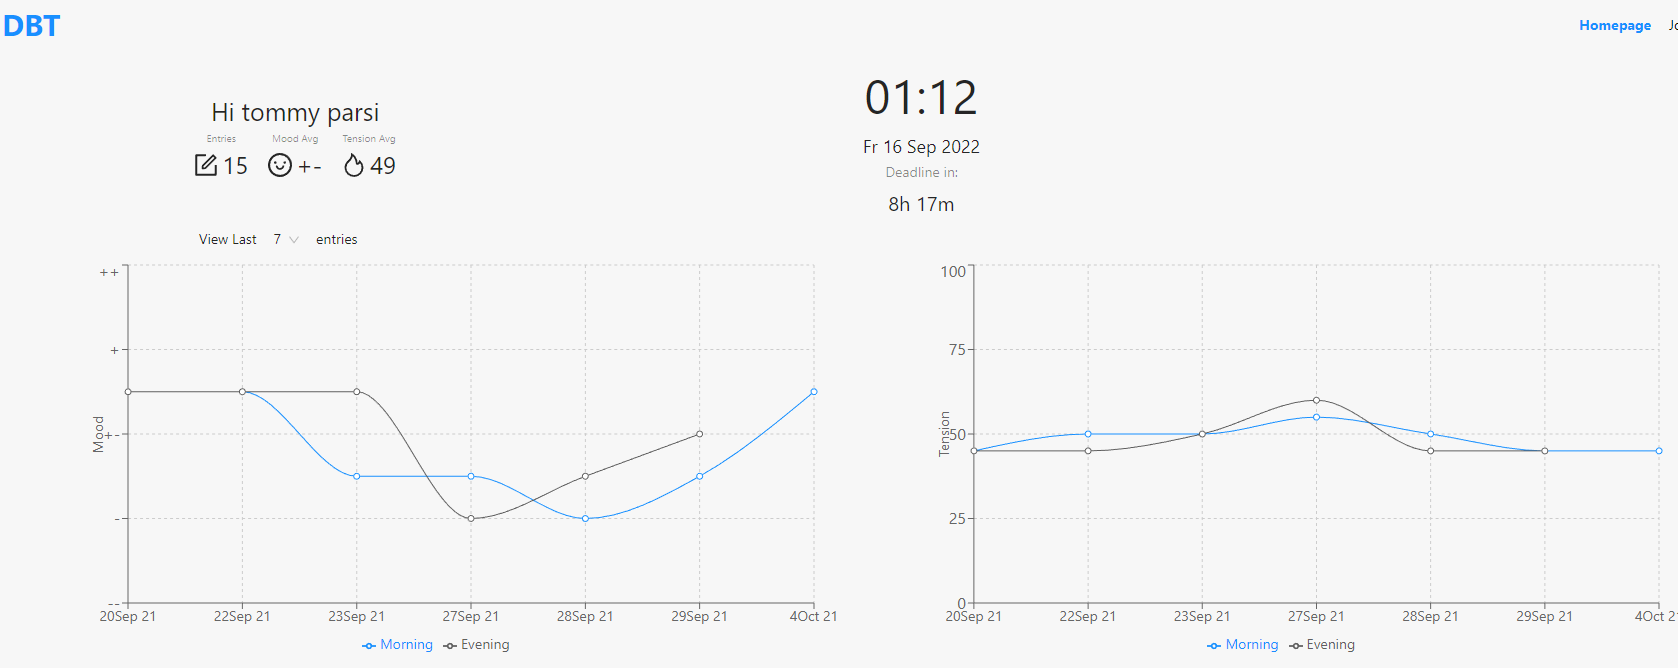 DBT
Homepage
Hi tommy parsi
Entries Mood Avg Tension Avg
15 +- 49
01:12
Fr 16 Sep 2022
Deadline in:
8h 17m
View Last 7 entries
++
+
+-
-
--
Mood
20Sep 21 22Sep 21 23Sep 21 27Sep 21 28Sep 21 29Sep 21 4Oct 21
Morning Evening
100
75
50
25
0
Tension
20Sep 21 22Sep 21 23Sep 21 27Sep 21 28Sep 21 29Sep 21 4Oct 2
Morning Evening